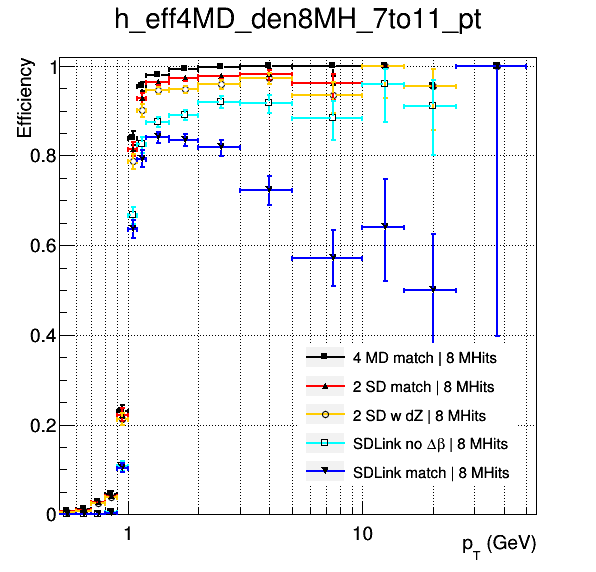 h_eff4MD_den8MH_7to11_pt
Efficiency
1
0.8
0.6
0.4
0.2
0
4 MD match | 8 MHits
2 SD match | 8 MHits
2 SD w dZ | 8 MHits
SDLink no Δβ | 8 MHits
SDLink match | 8 MHits
1 10
p_T (GeV)